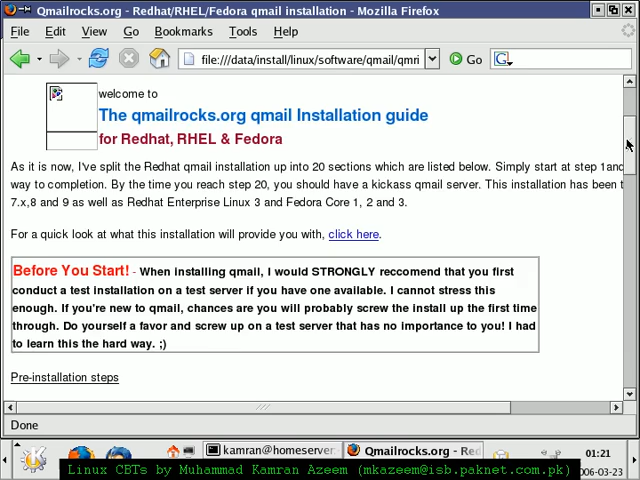 Qmailrocks.org - Redhat/RHEL/Fedora qmail installation - Mozilla Firefox
File Edit View Go Bookmarks Tools Help
file:///data/install/linux/software/qmail/qmri
Go
G
welcome to
The qmailrocks.org qmail Installation guide
for Redhat, RHEL & Fedora
As it is now, I've split the Redhat qmail installation up into 20 sections which are listed below. Simply start at step 1and
way to completion. By the time you reach step 20, you should have a kickass qmail server. This installation has been t
7.x,8 and 9 as well as Redhat Enterprise Linux 3 and Fedora Core 1, 2 and 3.
For a quick look at what this installation will provide you with, click here.
Before You Start! - When installing qmail, I would STRONGLY reccomend that you first
conduct a test installation on a test server if you have one available. I cannot stress this
enough. If you're new to qmail, chances are you will probably screw the install up the first time
through. Do yourself a favor and screw up on a test server that has no importance to you! I had
to learn this the hard way. ;)
Pre-installation steps
Done
kamran@homeserver:
Qmailrocks.org - Red
01:21
2006-03-23
Linux CBTs by Muhammad Kamran Azeem (mkazeem@isb.paknet.com.pk)